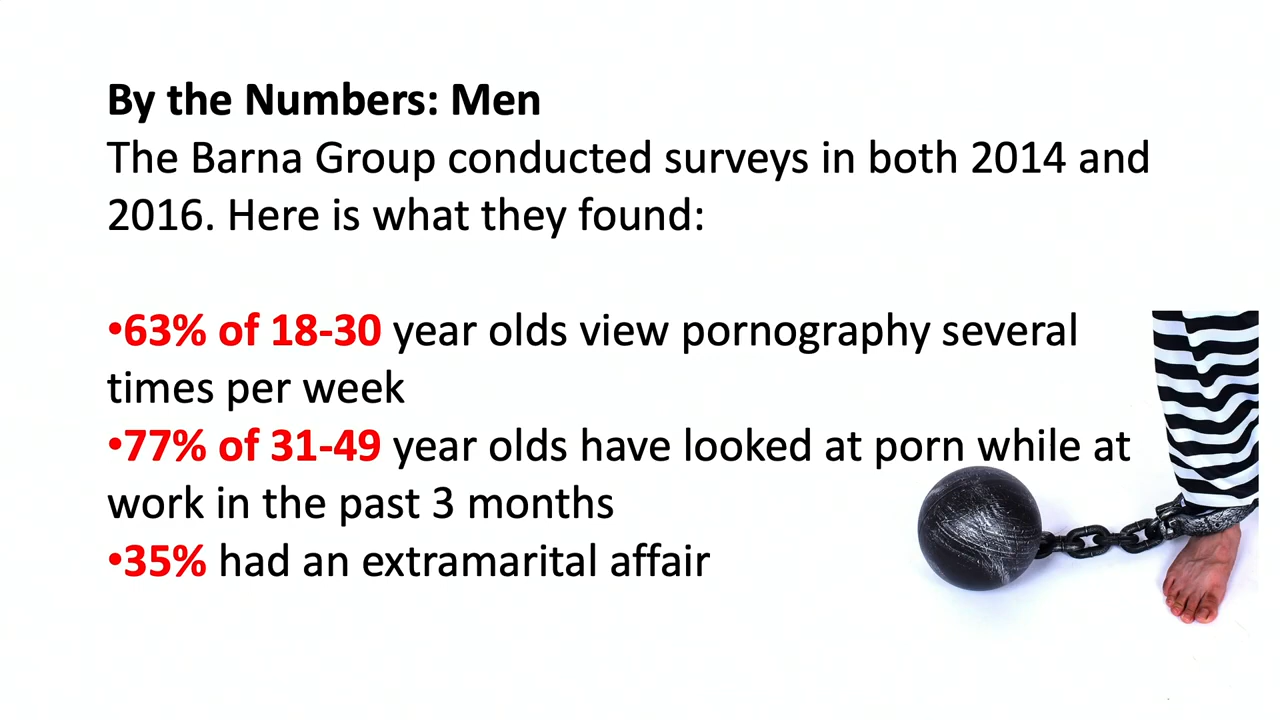 By the Numbers: Men
The Barna Group conducted surveys in both 2014 and
2016. Here is what they found:
•63% of 18-30 year olds view pornography several
times per week
•77% of 31-49 year olds have looked at porn while at
work in the past 3 months
•35% had an extramarital affair